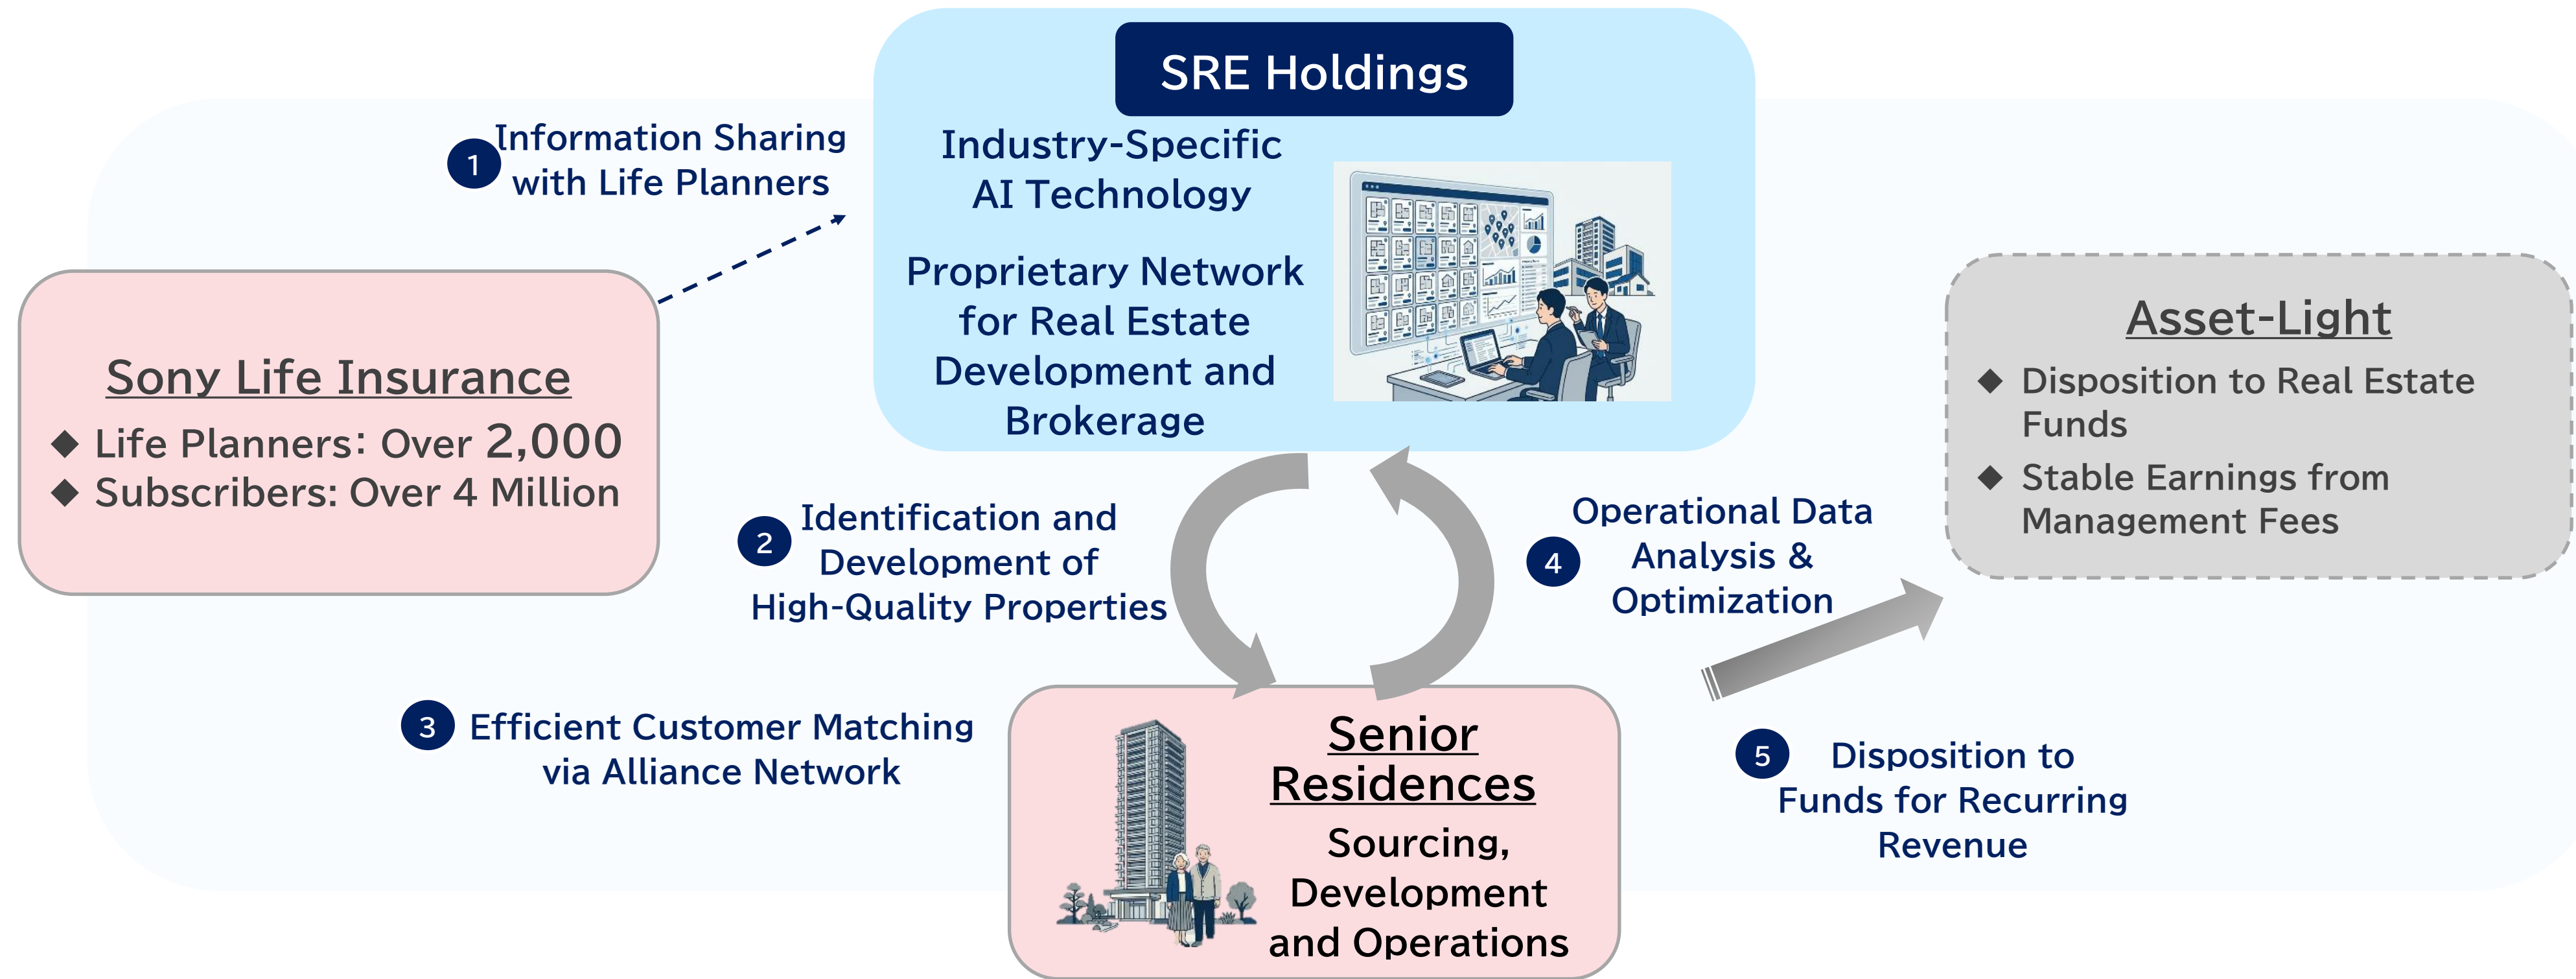 SRE Holdings
Industry-Specific
AI Technology
Proprietary Network
for Real Estate
Development and
Brokerage
1
Information Sharing
with Life Planners
Sony Life Insurance
◆ Life Planners: Over 2,000
◆ Subscribers: Over 4 Million
2
Identification and
Development of
High-Quality Properties
3
Efficient Customer Matching
via Alliance Network
4
Operational Data
Analysis &
Optimization
Asset-Light
◆ Disposition to Real Estate
Funds
◆ Stable Earnings from
Management Fees
Senior
Residences
Sourcing,
Development
and Operations
5
Disposition to
Funds for Recurring
Revenue